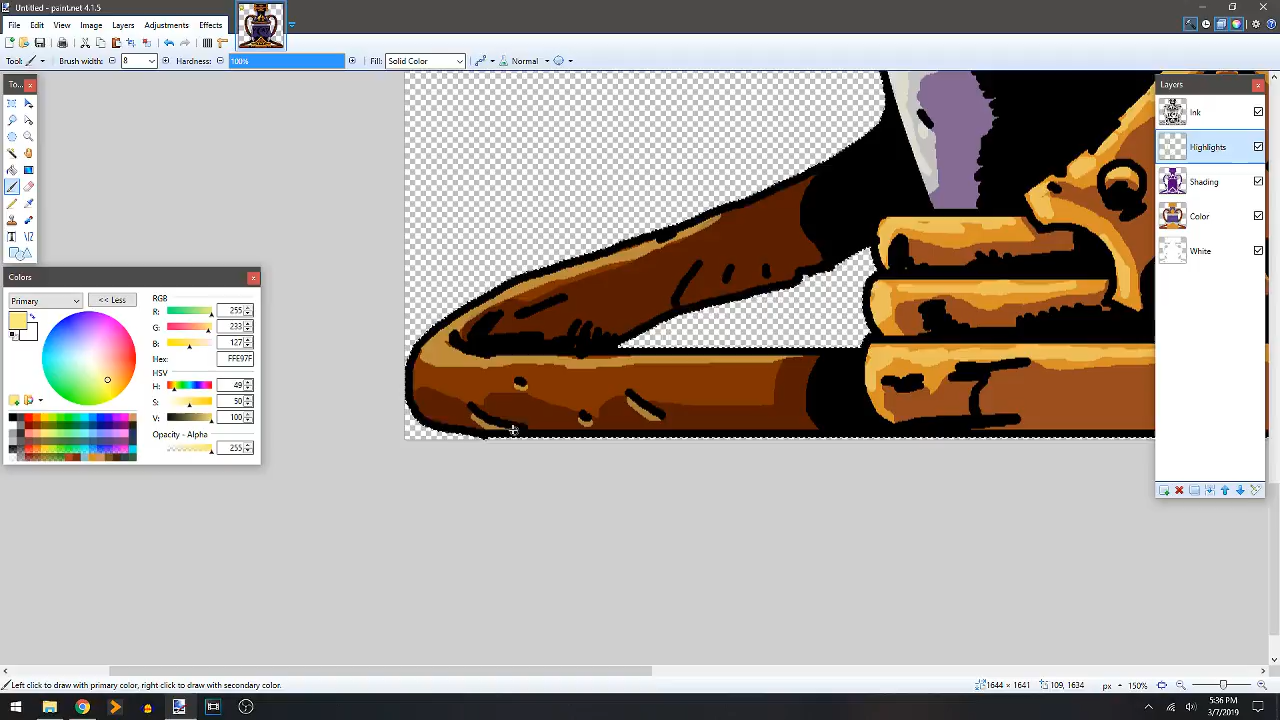 Untitled - paint.net 4.1.5
File Edit View Image Layers Adjustments Effects
Tool: Brush width: 8 Hardness: 100% Fill: Solid Color Normal
To...
Layers
Ink
Highlights
Shading
Color
White
Colors
Primary << Less
RGB
R: 255
G: 233
B: 127
Hex: FFE97F
HSV
H: 49
S: 50
V: 100
Opacity - Alpha
255
Left click to draw with primary color, right click to draw with secondary color.
1644 × 1641 109, 1634 px 150%
5:36 PM
3/7/2019